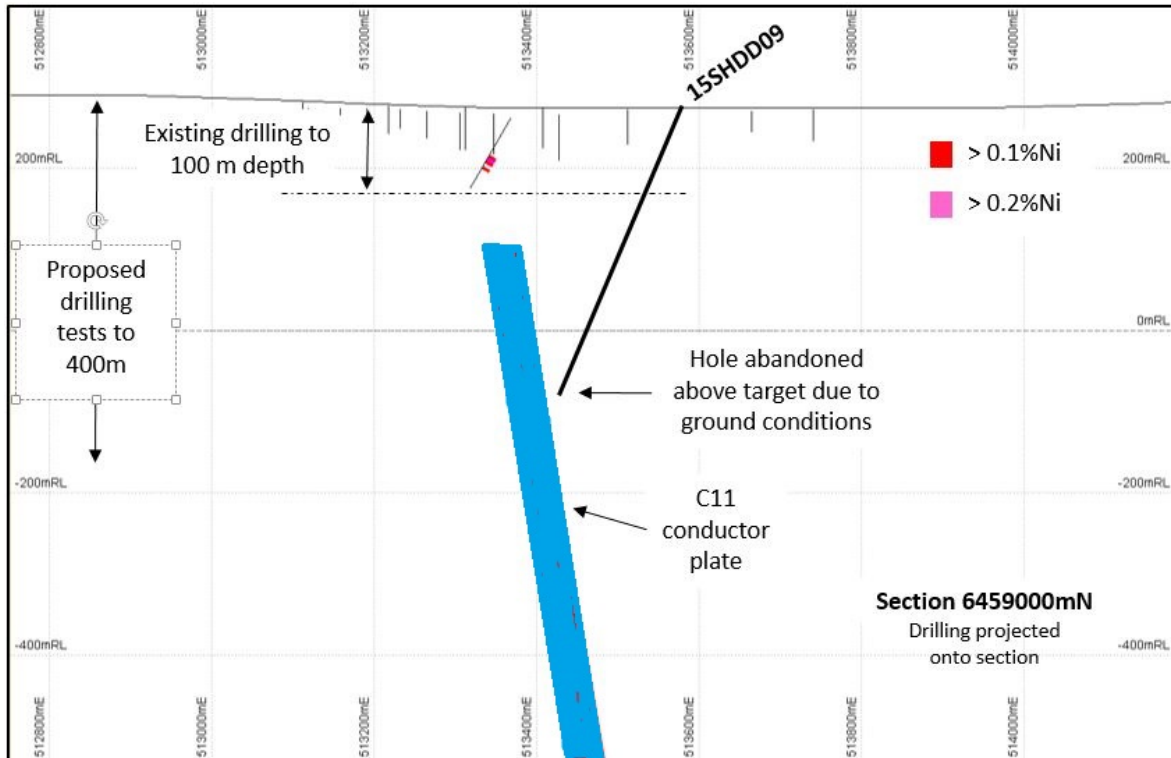 512800mE
513000mE
513200mE
513400mE
513600mE
513800mE
514000mE
15SHDD09
Existing drilling to
100 m depth
200mRL
200mRL
> 0.1%Ni
> 0.2%Ni
Proposed
drilling
tests to
400m
0mRL
Hole abandoned
above target due to
ground conditions
-200mRL
-200mRL
C11
conductor
plate
Section 6459000mN
Drilling projected
onto section
-400mRL
-400mRL
512800mE
513000mE
513200mE
513400mE
513600mE
513800mE
514000mE